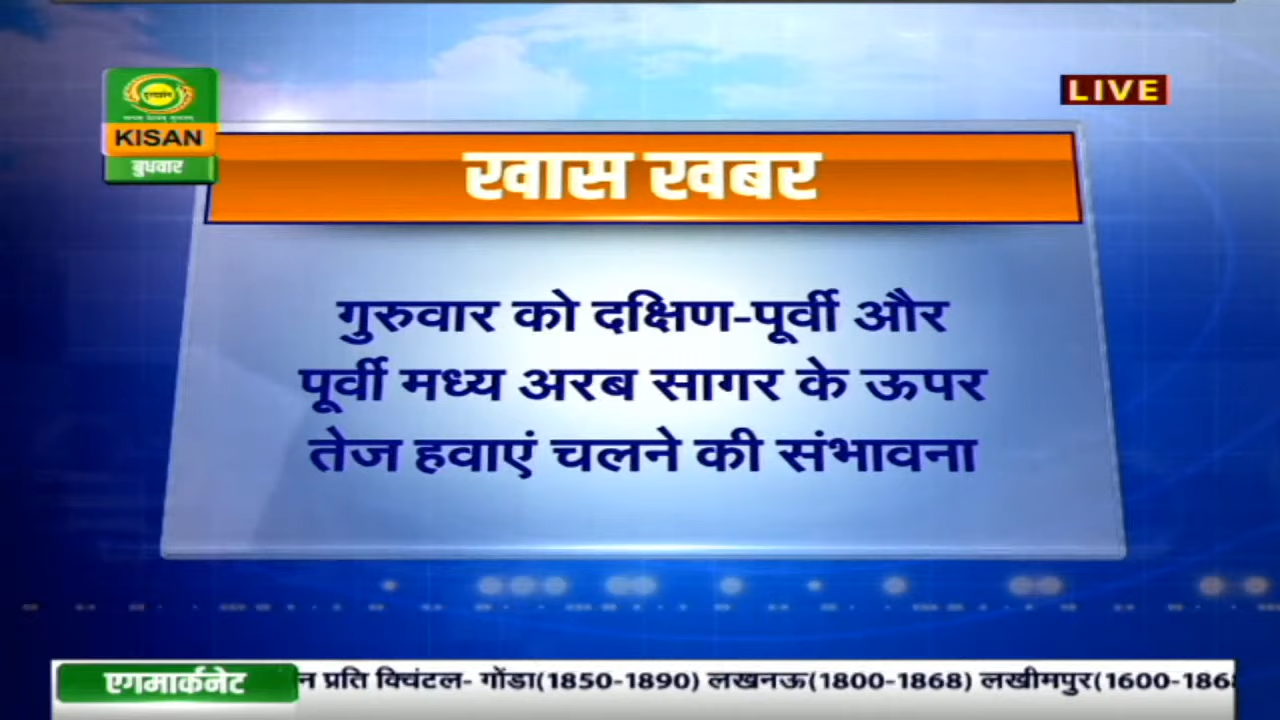 LIVE
KISAN
बुधवार
खास खबर
गुरुवार को दक्षिण-पूर्वी और
पूर्वी मध्य अरब सागर के ऊपर
तेज हवाएं चलने की संभावना
एगमार्कनेट
न प्रति क्विंटल- गोंडा(1850-1890) लखनऊ(1800-1868) लखीमपुर(1600-186